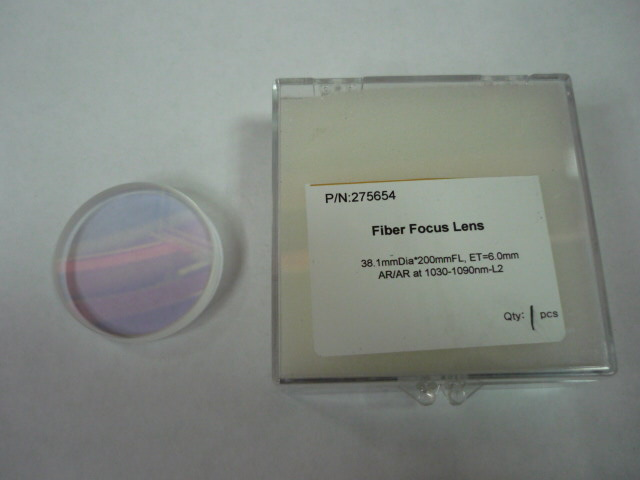 P/N:275654
Fiber Focus Lens
38.1mmDia*200mmFL, ET=6.0mm
AR/AR at 1030-1090nm-L2
Qty: 1 pcs